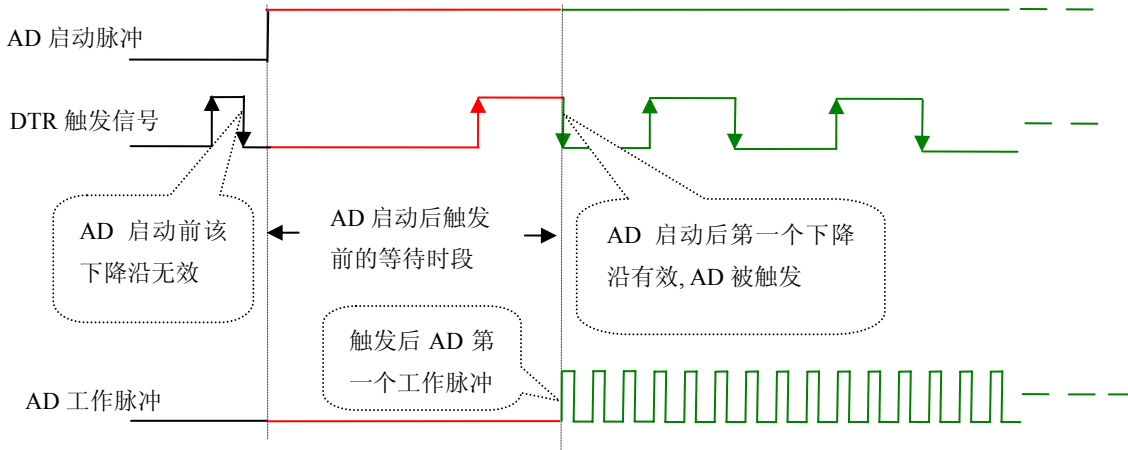 AD 启动脉冲
DTR 触发信号
AD 启动前该
下降沿无效
AD 启动后触发
前的等待时段
AD 启动后第一个下降
沿有效, AD 被触发
触发后 AD 第
一个工作脉冲
AD 工作脉冲